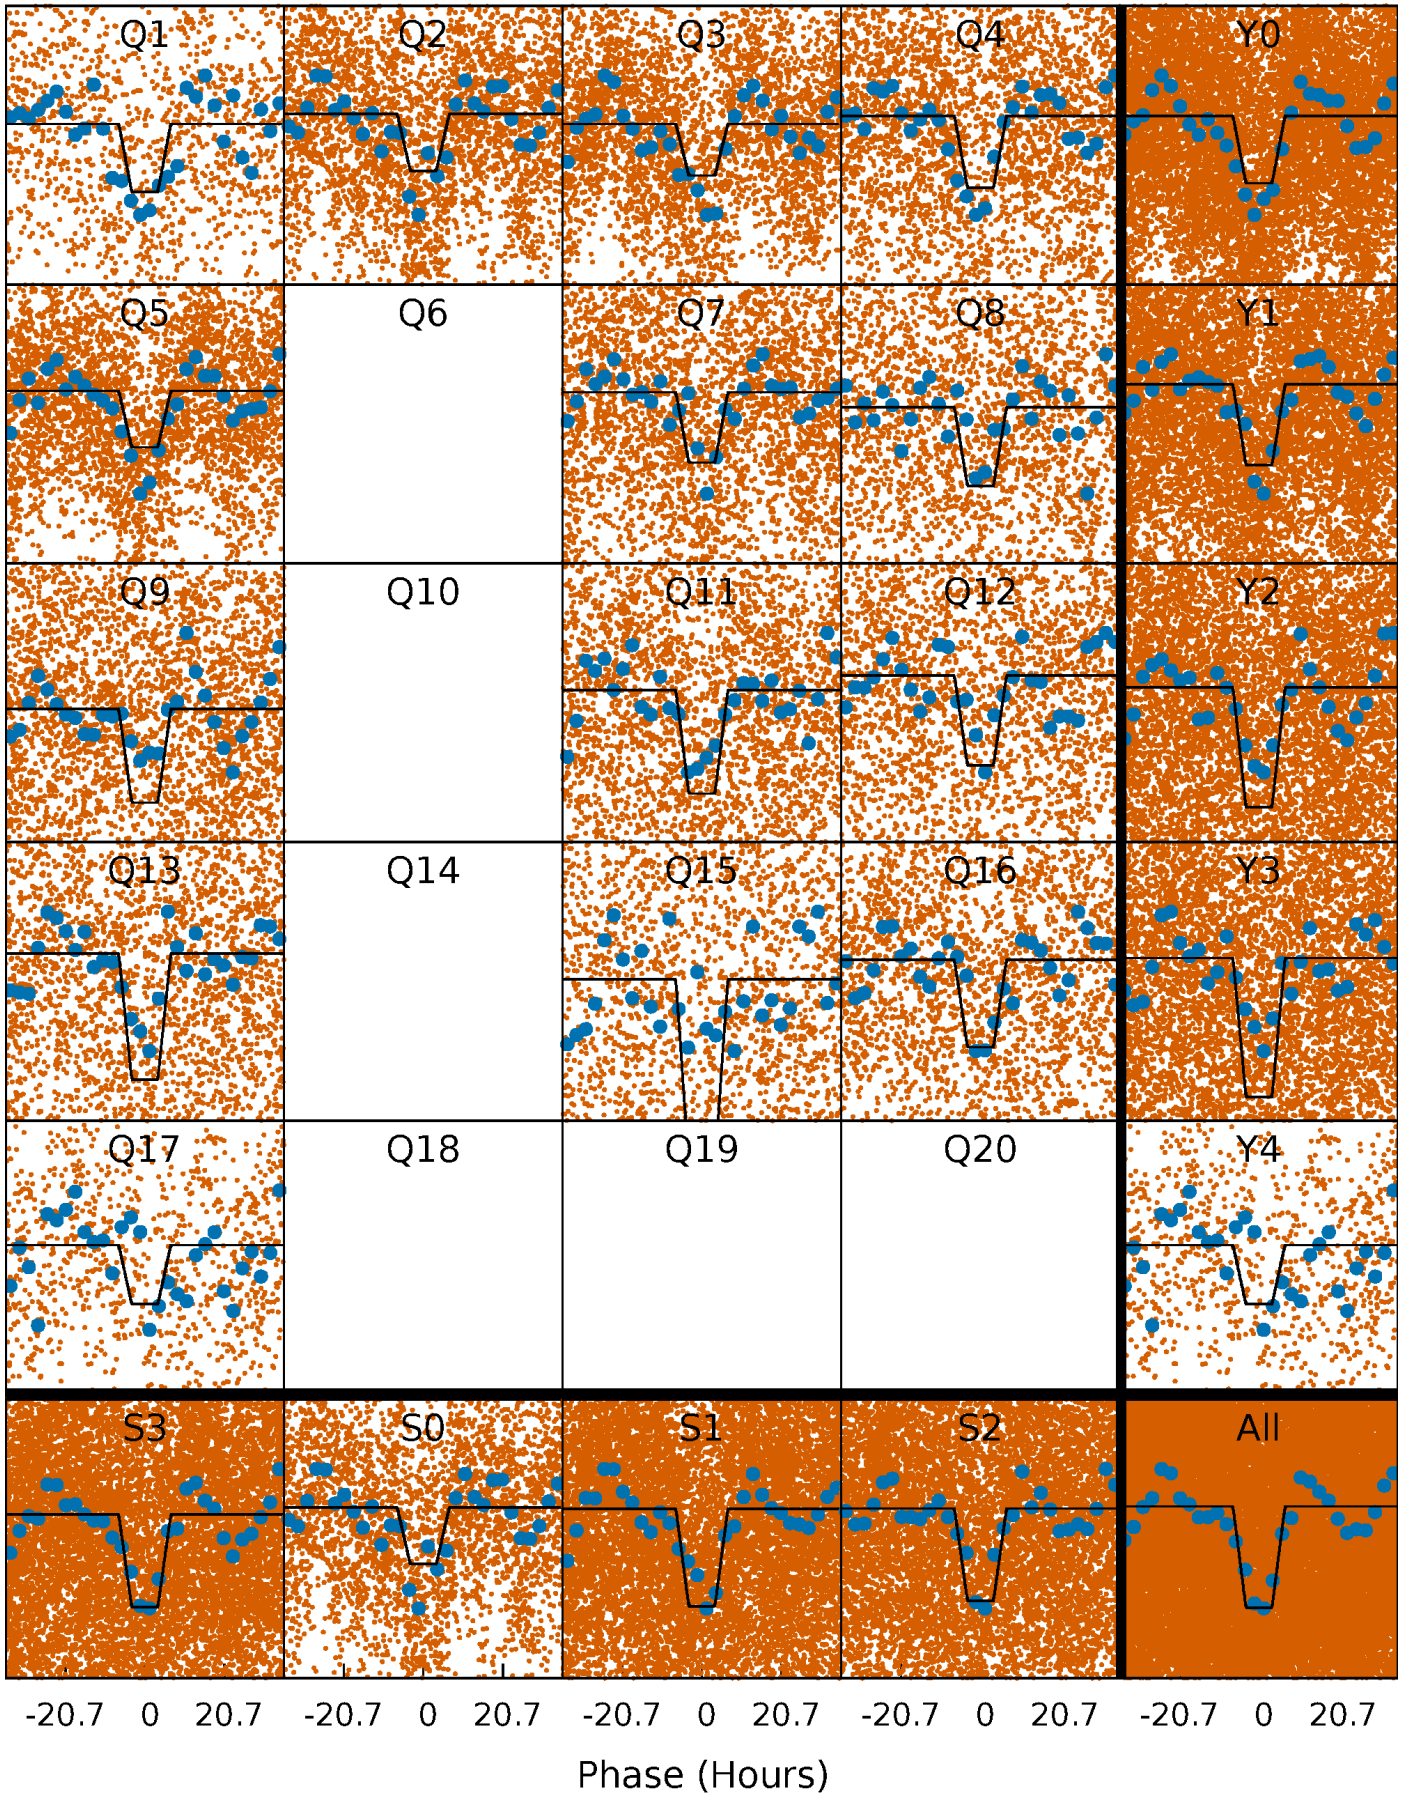 Q1 Q2 Q3 Q4 Y0
Q5 Q6 Q7 Q8 Y1
Q9 Q10 Q11 Q12 Y2
Q13 Q14 Q15 Q16 Y3
Q17 Q18 Q19 Q20 Y4
S3 S0 S1 S2 All
-20.7 0 20.7 -20.7 0 20.7 -20.7 0 20.7 -20.7 0 20.7 -20.7 0 20.7
Phase (Hours)